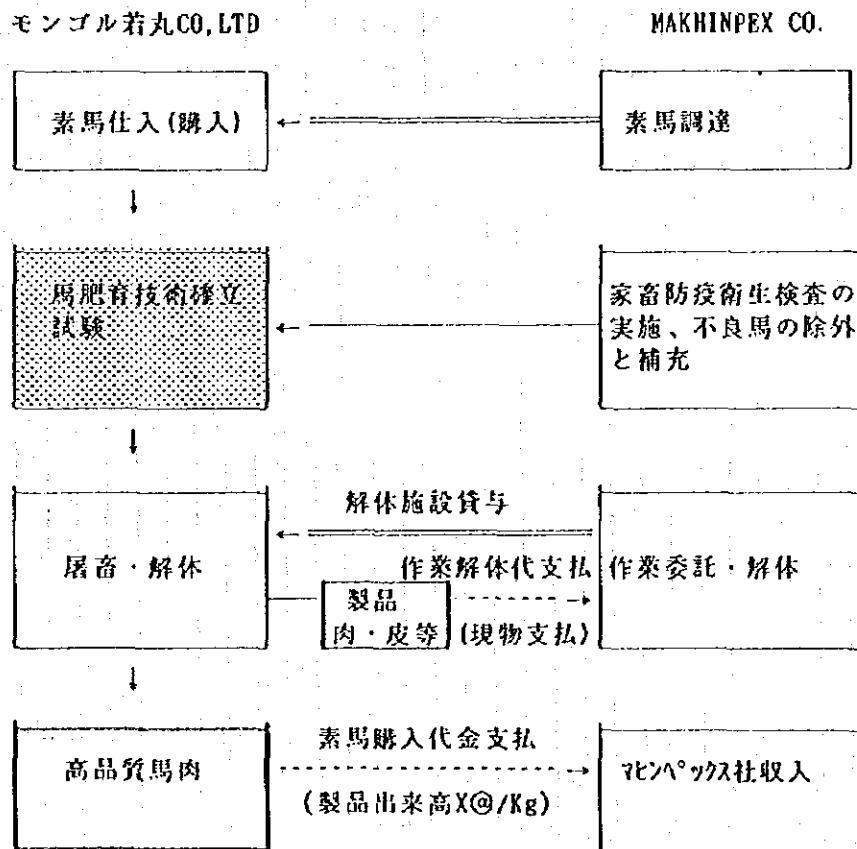 モンゴル若丸CO,LTD
MAKHINPEX CO.
素馬仕入(購入)
素馬調達
馬肥育技術確立
試験
家畜防疫衛生検査の
実施、不良馬の除外
と補充
解体施設貸与
屠畜・解体
作業解体代支払
作業委託・解体
製品
肉・皮等
(現物支払)
素馬購入代金支払
高品質馬肉
マヒンペックス社収入
(製品出来高X@/Kg)